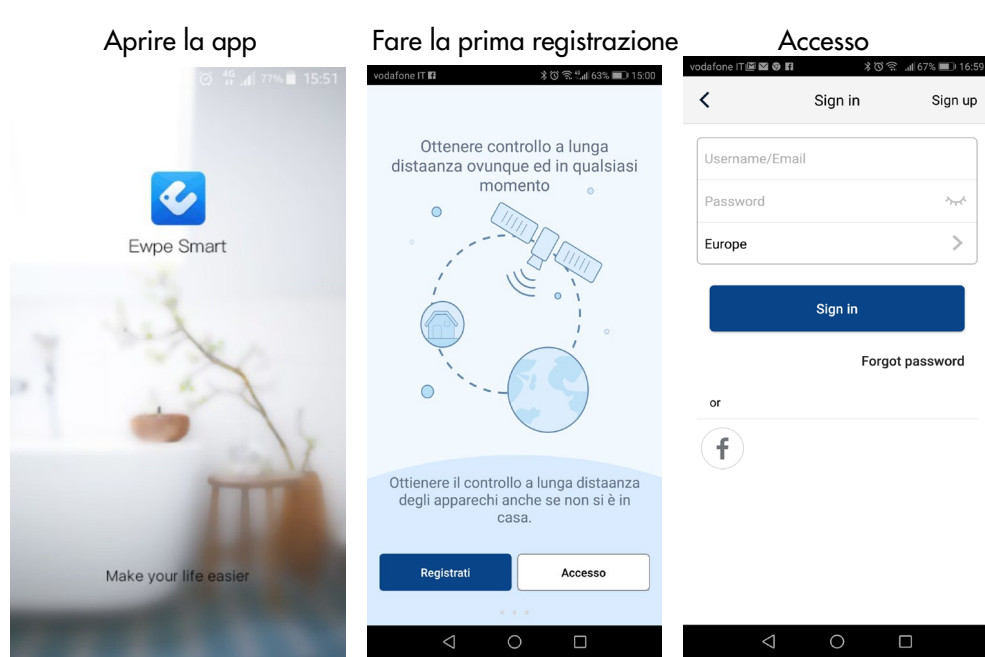 Aprire la app
Fare la prima registrazione
Accesso
4G 77% 15:51
Ewpe Smart
Make your life easier
vodafone IT 63% 15:00
Ottenere controllo a lunga
distaanza ovunque ed in qualsiasi
momento
Ottienere il controllo a lunga distaanza
degli apparechi anche se non si è in
casa.
Registrati
Accesso
vodafone IT 67% 16:59
Sign in
Sign up
Username/Email
Password
Europe
Sign in
Forgot password
or
f